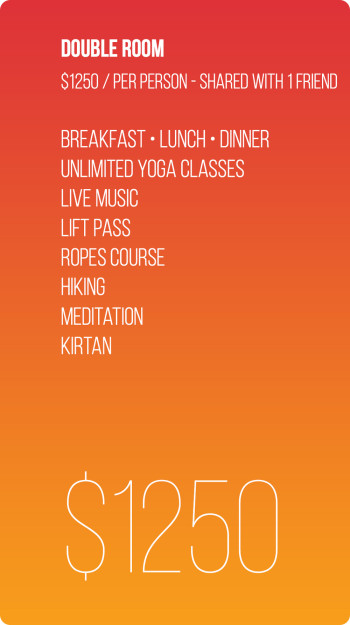 DOUBLE ROOM
$1250 / PER PERSON - SHARED WITH 1 FRIEND
BREAKFAST • LUNCH • DINNER
UNLIMITED YOGA CLASSES
LIVE MUSIC
LIFT PASS
ROPES COURSE
HIKING
MEDITATION
KIRTAN
$1250